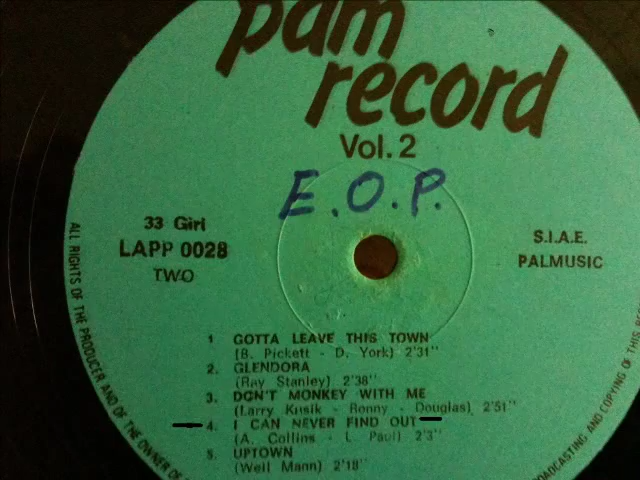 pam
record
Vol. 2
E.O.P.
33 Giri
LAPP 0028
TWO
S.I.A.E.
PALMUSIC
1 GOTTA LEAVE THIS TOWN
(B. Pickett - D. York) 2'31"
2. GLENDORA
(Ray Stanley) 2'38"
3. DON'T MONKEY WITH ME
(Larry Kusik - Ronny - Douglas) 2'51"
4. I CAN NEVER FIND OUT
(A. Collins - L. Paul) 2'3"
5. UPTOWN
(Weil Mann) 2'18"
ALL RIGHTS OF THE PRODUCER AND OF THE OWNER OF
BROADCASTING AND COPYING OF THIS